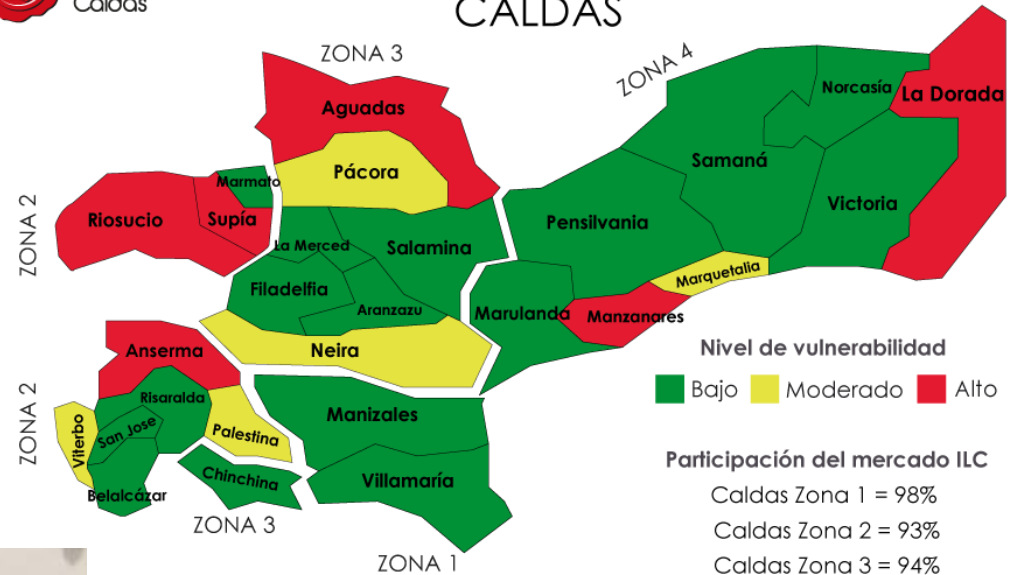 Caldas
CALDAS
ZONA 3
ZONA 4
Aguadas
Norcasía
La Dorada
Pácora
Samaná
Marmato
ZONA 2
Riosucio
Supía
Victoria
Pensilvania
La Merced
Salamina
Marquetalia
Filadelfia
Aranzazu
Marulanda
Manzanares
Anserma
Neira
Nivel de vulnerabilidad
Bajo
Moderado
Alto
ZONA 2
Risaralda
Manizales
Viterbo
San Jose
Palestina
Participación del mercado ILC
Chinchina
Villamaría
Belalcázar
Caldas Zona 1 = 98%
ZONA 3
Caldas Zona 2 = 93%
ZONA 1
Caldas Zona 3 = 94%